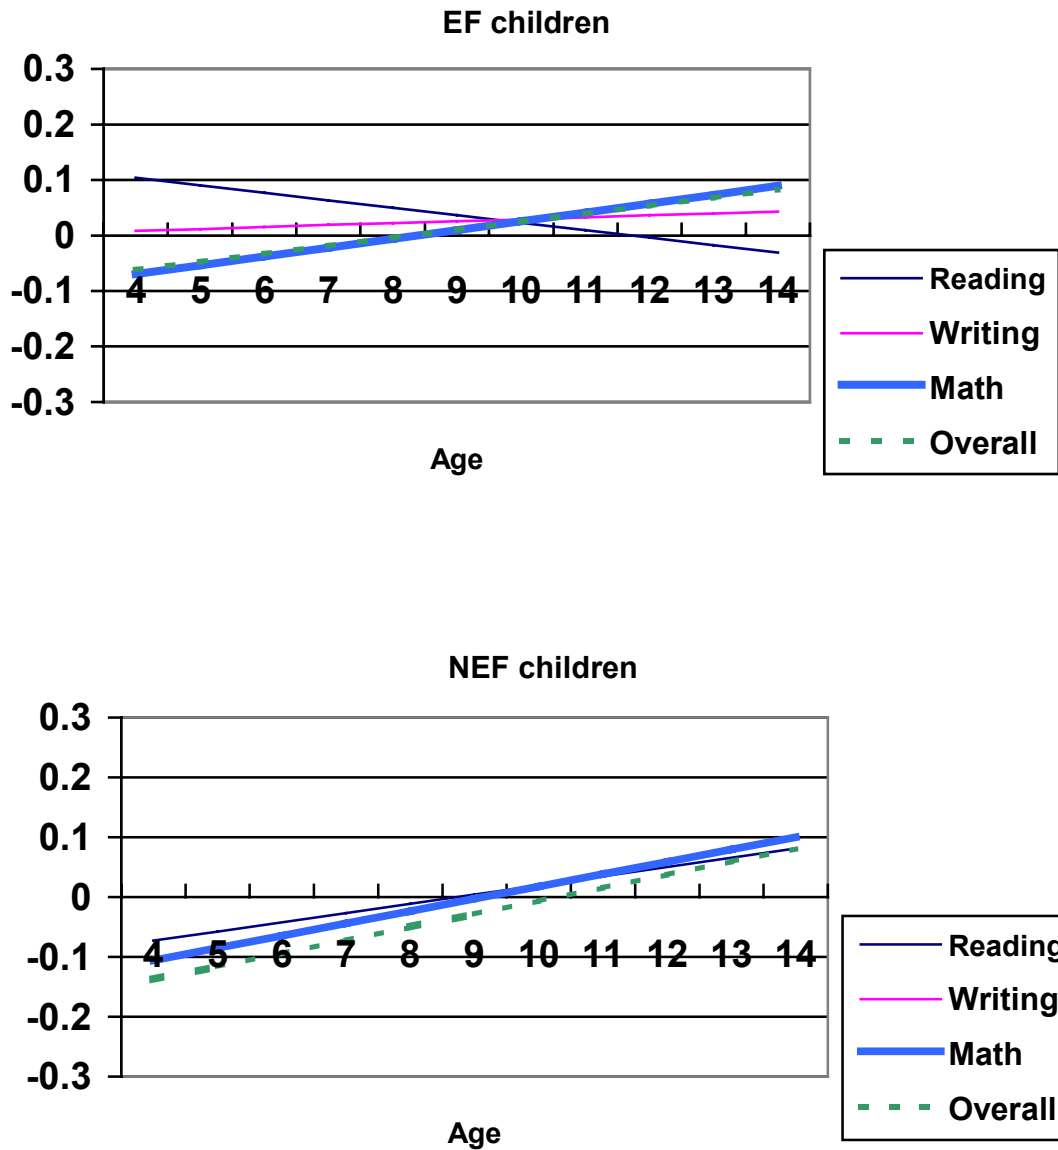 EF children
0.3
0.2
0.1
0
-0.1
-0.2
-0.3
4 5 6 7 8 9 10 11 12 13 14
Age
Reading
Writing
Math
Overall
NEF children
0.3
0.2
0.1
0
-0.1
-0.2
-0.3
4 5 6 7 8 9 10 11 12 13 14
Age
Reading
Writing
Math
Overall